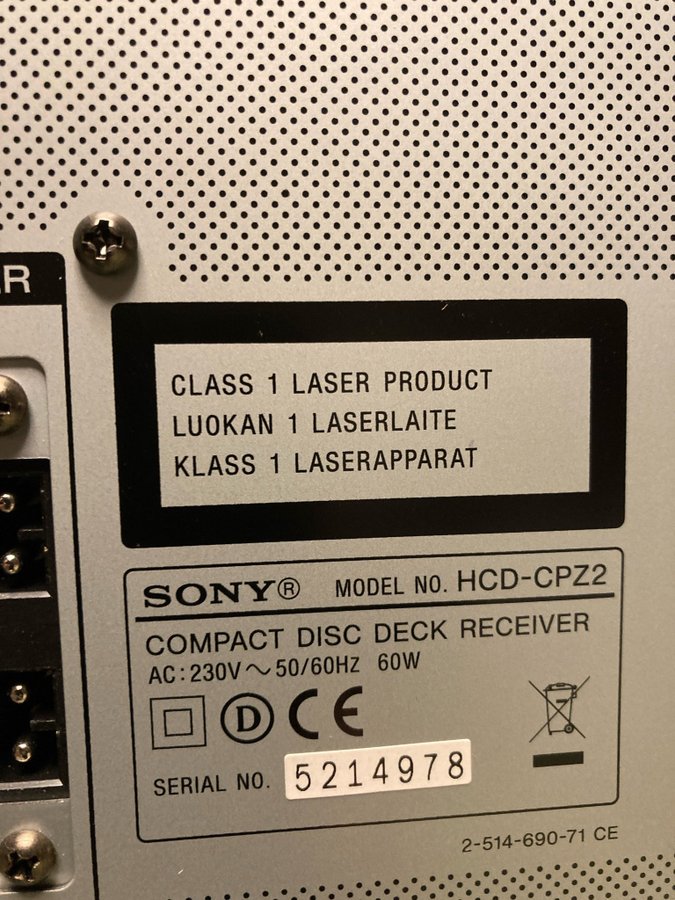 R
CLASS 1 LASER PRODUCT
LUOKAN 1 LASERLAITE
KLASS 1 LASERAPPARAT
SONY® MODEL NO. HCD-CPZ2
COMPACT DISC DECK RECEIVER
AC:230V～50/60HZ 60W
D CE
SERIAL NO. 5214978
2-514-690-71 CE